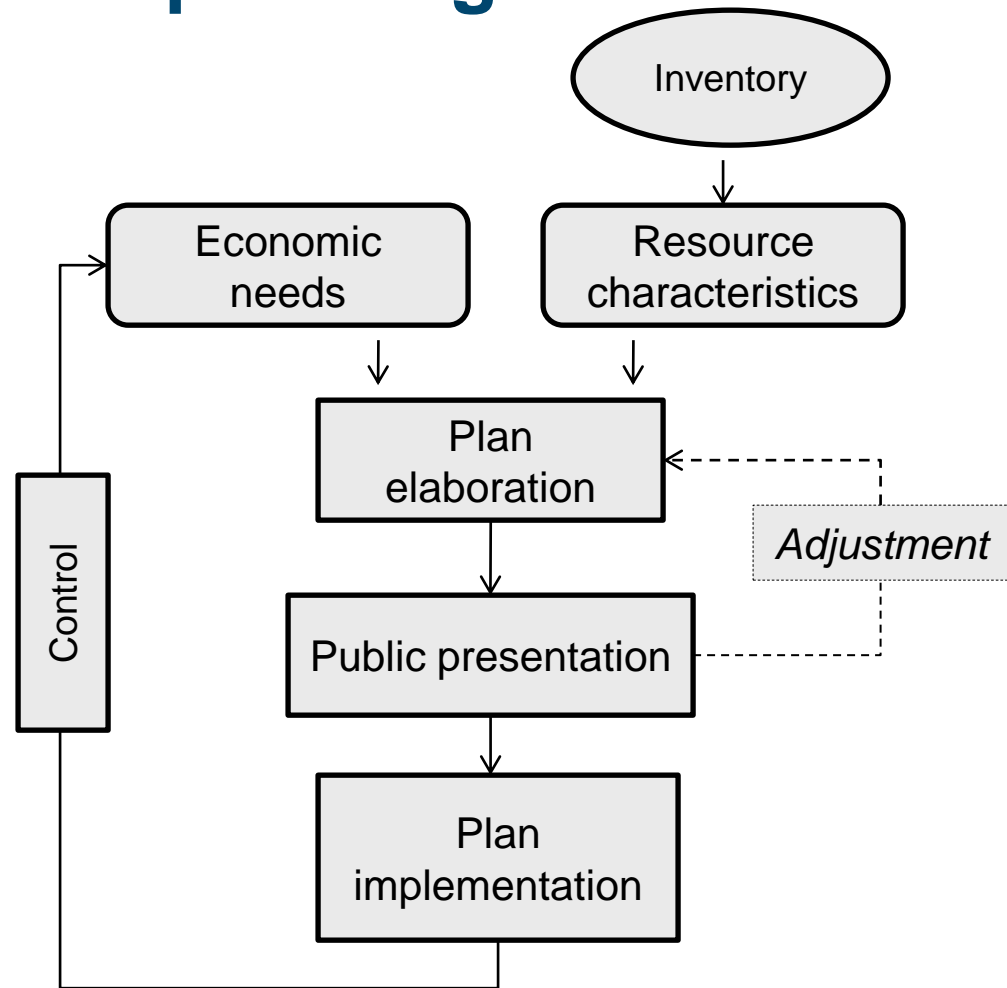 Inventory
Economic
needs
Resource
characteristics
Plan
elaboration
Adjustment
Control
Public presentation
Plan
implementation